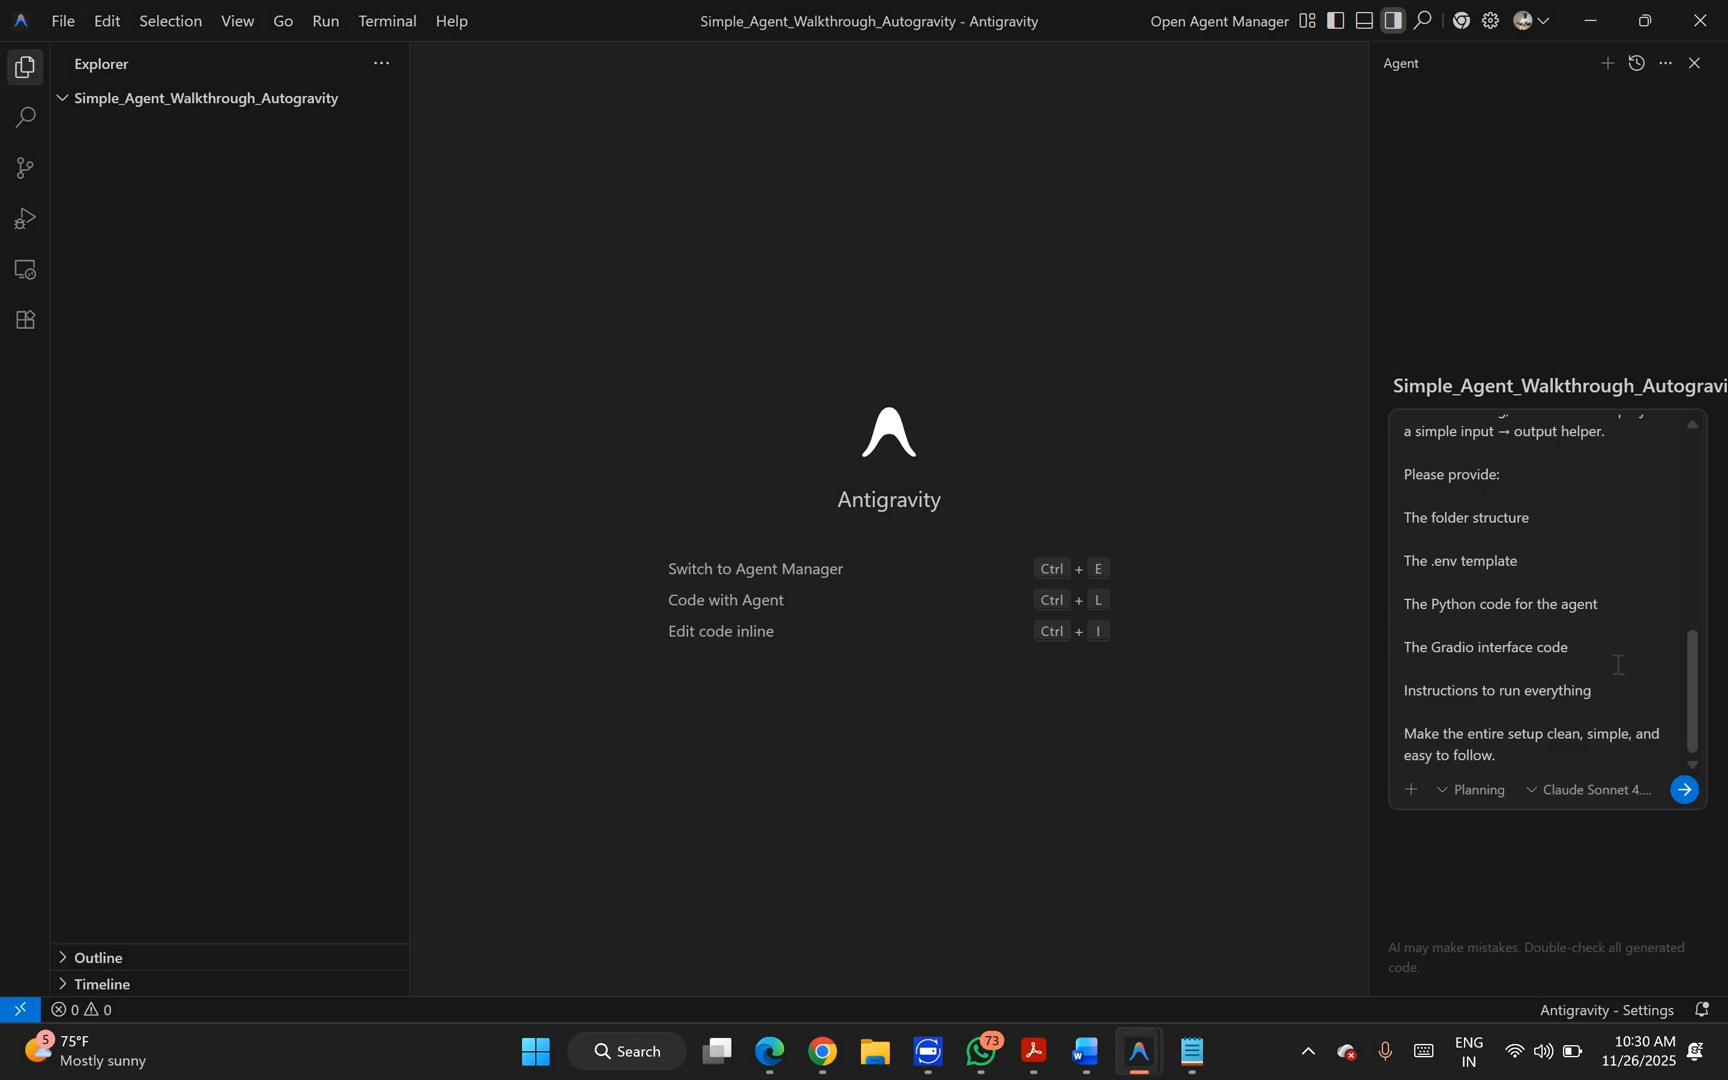 File Edit Selection View Go Run Terminal Help
Simple_Agent_Walkthrough_Autogravity - Antigravity
Open Agent Manager
Explorer
Simple_Agent_Walkthrough_Autogravity
Antigravity
Switch to Agent Manager Ctrl + E
Code with Agent Ctrl + L
Edit code inline Ctrl + I
Outline
Timeline
Agent
Simple_Agent_Walkthrough_Autogravi
a simple input → output helper.
Please provide:
The folder structure
The .env template
The Python code for the agent
The Gradio interface code
Instructions to run everything
Make the entire setup clean, simple, and
easy to follow.
Planning Claude Sonnet 4....
AI may make mistakes. Double-check all generated
code.
0 0
Antigravity - Settings
5
75°F
Mostly sunny
Search
73
ENG
IN
10:30 AM
11/26/2025